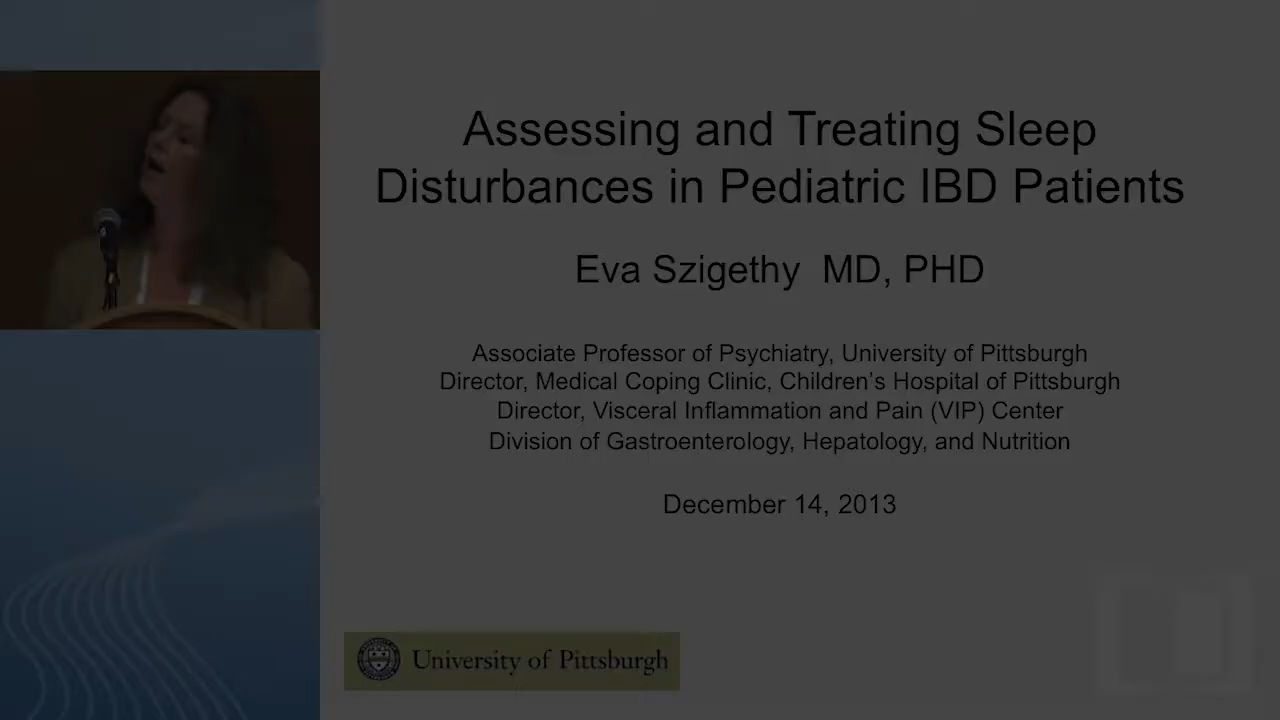 Assessing and Treating Sleep
Disturbances in Pediatric IBD Patients
Eva Szigethy MD, PHD
Associate Professor of Psychiatry, University of Pittsburgh
Director, Medical Coping Clinic, Children’s Hospital of Pittsburgh
Director, Visceral Inflammation and Pain (VIP) Center
Division of Gastroenterology, Hepatology, and Nutrition
December 14, 2013
University of Pittsburgh